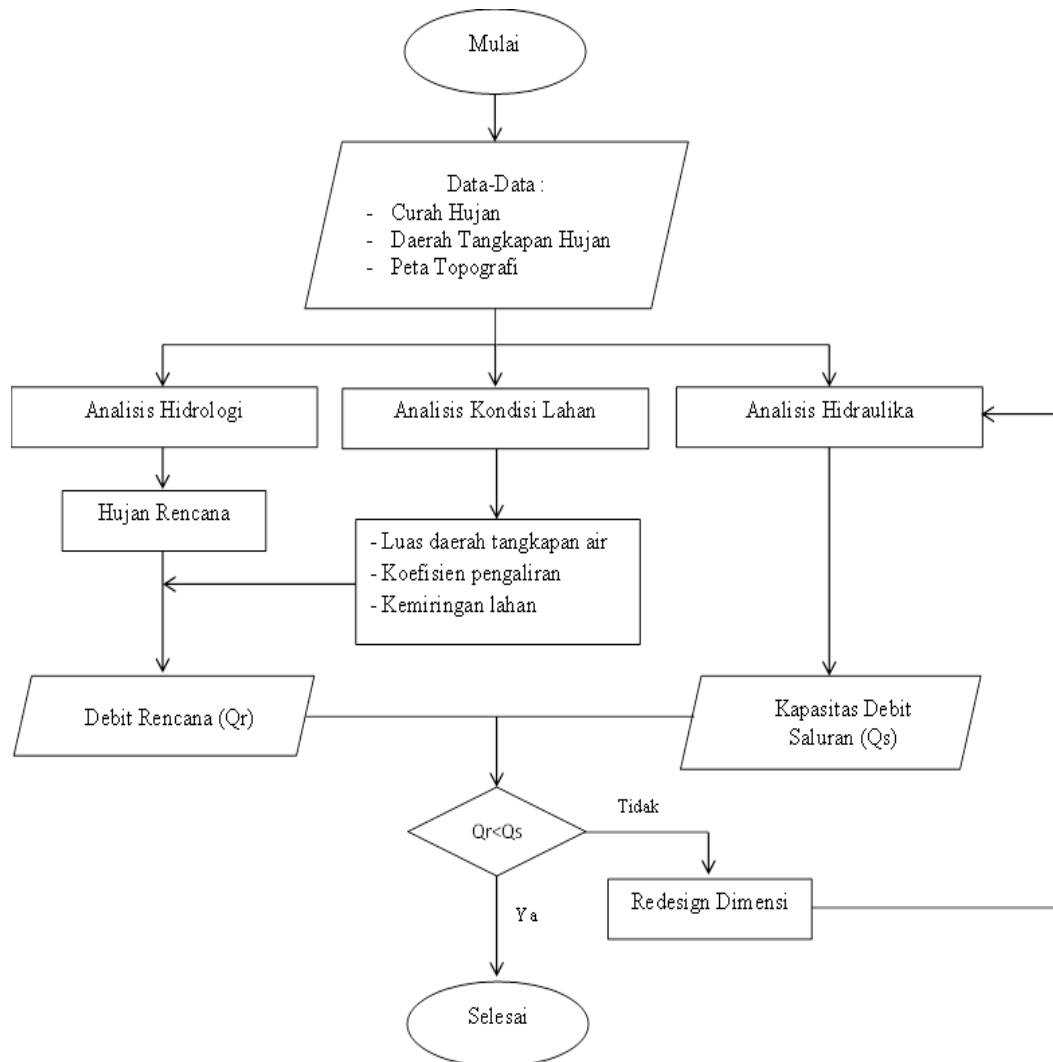 Mulai
Data-Data :
- Curah Hujan
- Daerah Tangkapan Hujan
- Peta Topografi
Analisis Hidrologi
Analisis Kondisi Lahan
Analisis Hidraulika
Hujan Rencana
- Luas daerah tangkapan air
- Koefisien pengaliran
- Kemiringan lahan
Debit Rencana (Qr)
Kapasitas Debit
Saluran (Qs)
Qr<Qs
Tidak
Redesign Dimensi
Ya
Selesai